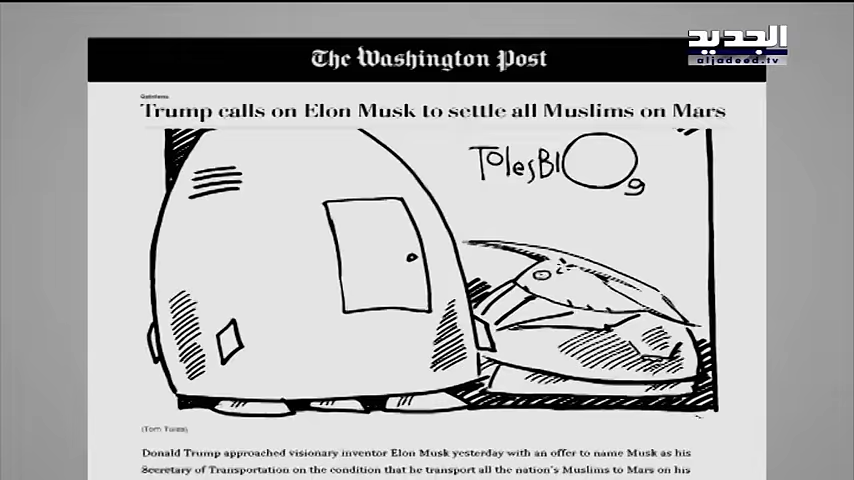 الجديد
aljadeed.tv
The Washington Post
Opinions
Trump calls on Elon Musk to settle all Muslims on Mars
TolesBlog
(Tom Toles)
Donald Trump approached visionary inventor Elon Musk yesterday with an offer to name Musk as his
Secretary of Transportation on the condition that he transport all the nation's Muslims to Mars on his